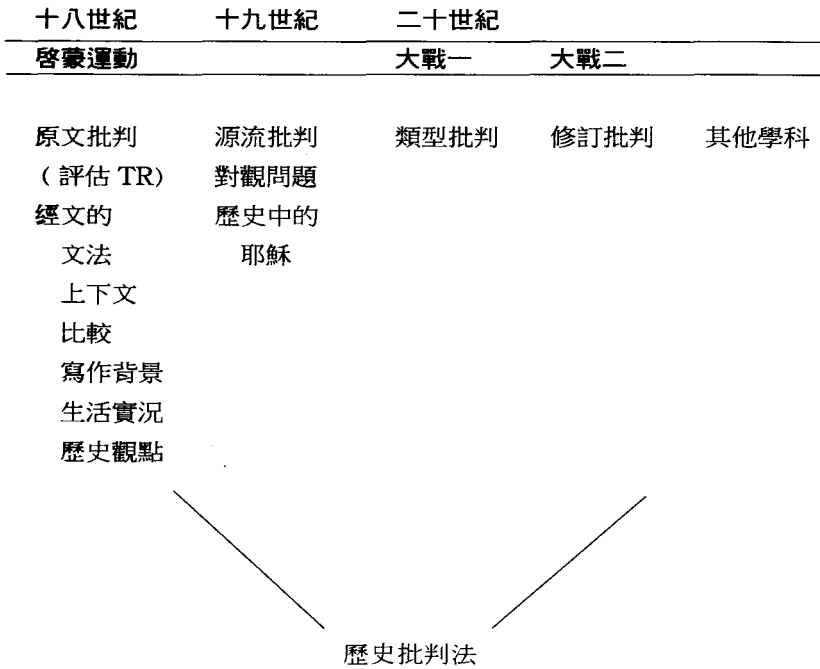 十八世紀 十九世紀 二十世紀
啓蒙運動 大戰一 大戰二
原文批判 源流批判 類型批判 修訂批判 其他學科
(評估 TR) 對觀問題
經文的 歷史中的
文法 耶穌
上下文
比較
寫作背景
生活實況
歷史觀點
歷史批判法